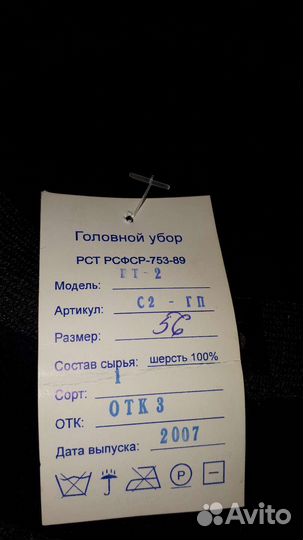 Головной убор
РСТ РСФСР-753-89
Модель: ГТ-2
Артикул: С2 - ГП
Размер: 56
Состав сырья: шерсть 100%
Сорт: 1
ОТК: ОТК 3
Дата выпуска: 2007
P
Avito